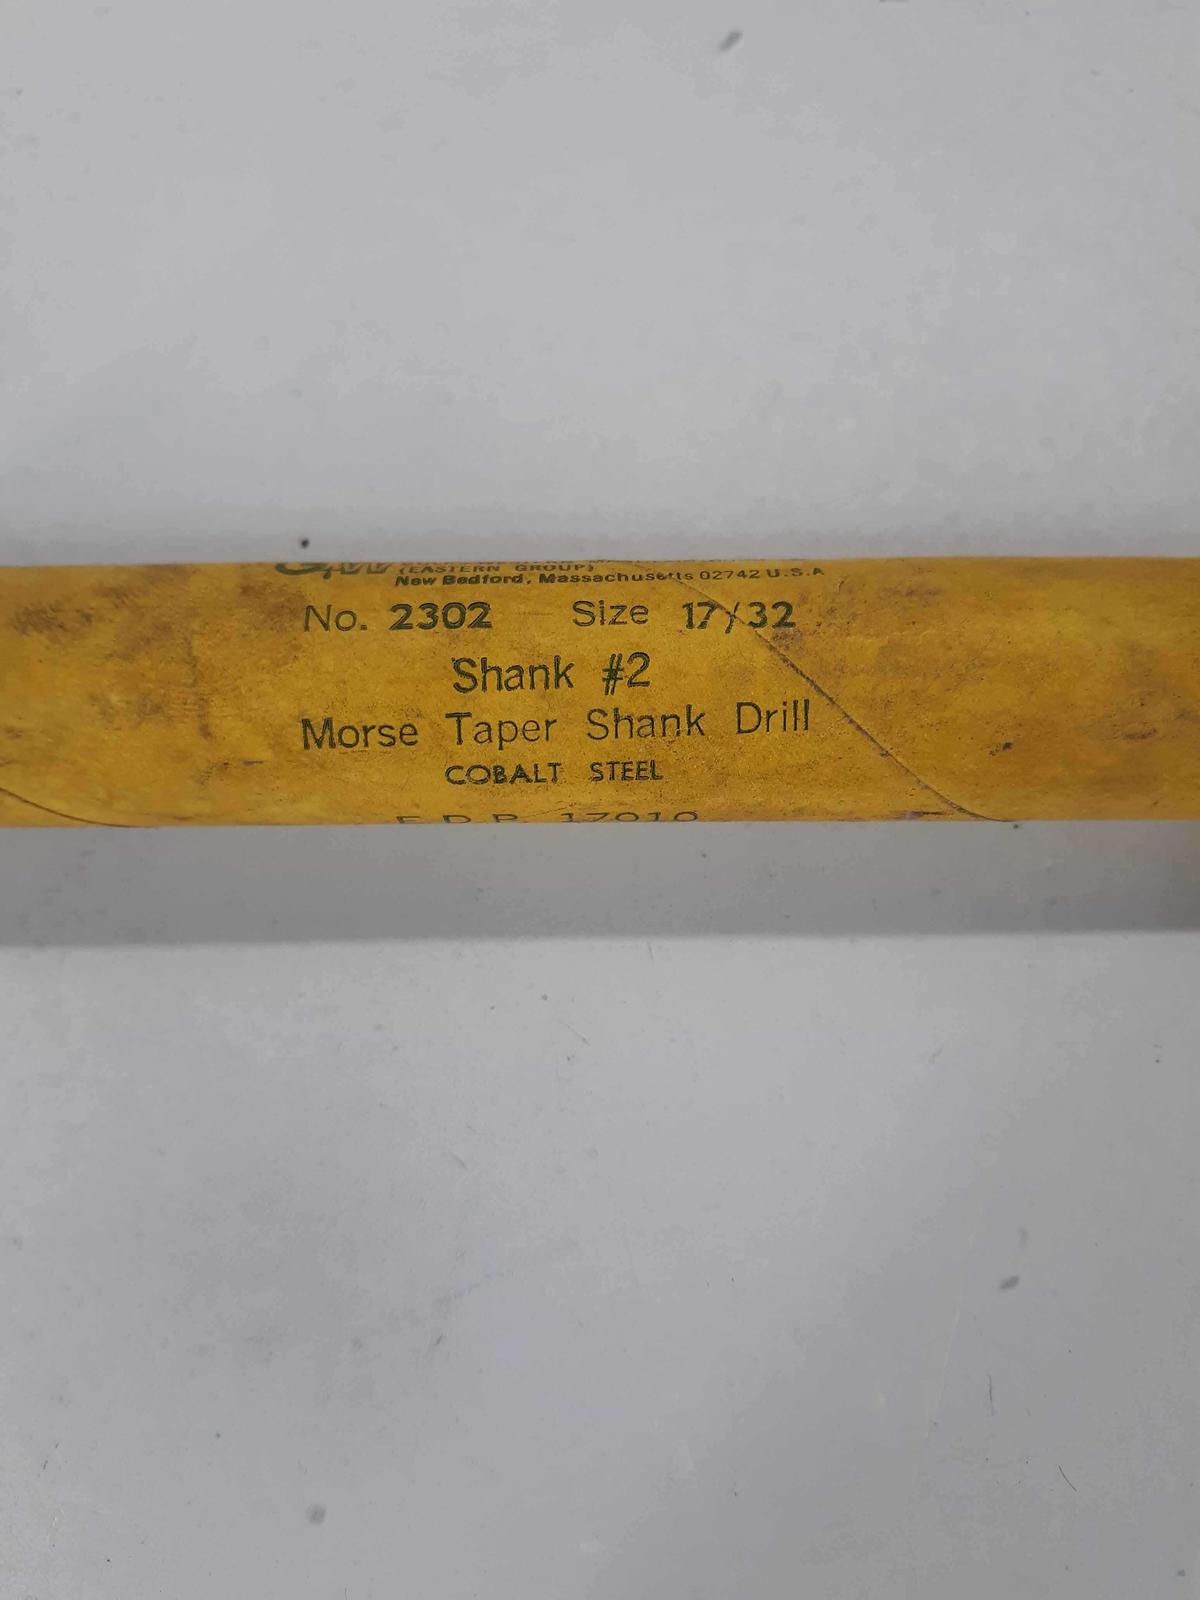 (EASTERN GROUP)
New Bedford, Massachusetts 02742 U.S.A
No. 2302 Size 17/32
Shank #2
Morse Taper Shank Drill
COBALT STEEL
E D P 17010